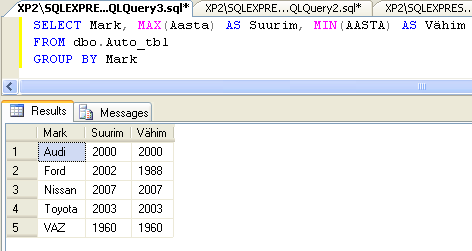 XP2\SQLEXPRE...QLQuery3.sql* XP2\SQLEXPRE...QLQuery2.sql* XP2\SQLEXPRES
SELECT Mark, MAX(Aasta) AS Suurim, MIN(AASTA) AS Vähim
FROM dbo.Auto_tbl
GROUP BY Mark
Results Messages
Mark Suurim Vähim
1 Audi 2000 2000
2 Ford 2002 1988
3 Nissan 2007 2007
4 Toyota 2003 2003
5 VAZ 1960 1960